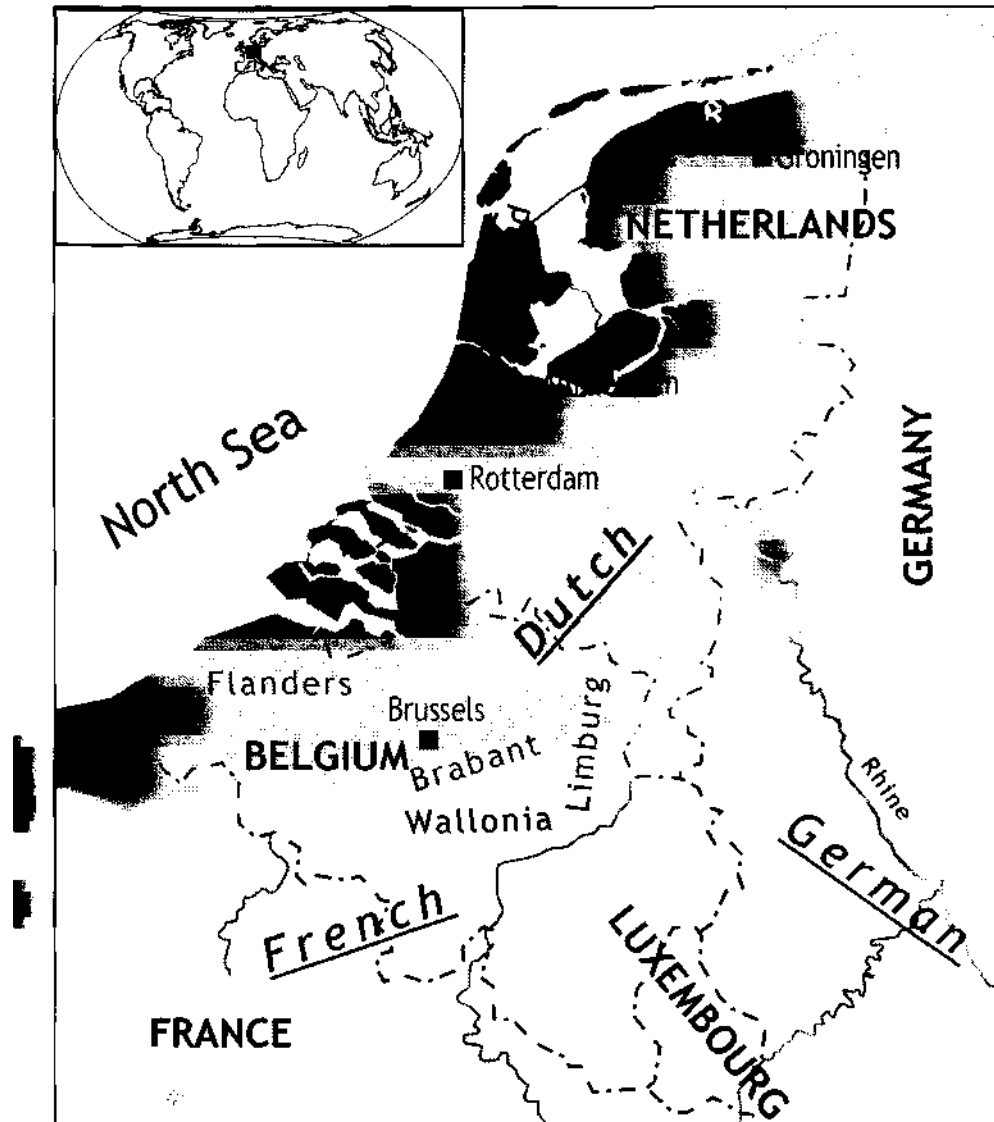 Groningen
NETHERLANDS
North Sea
Rotterdam
GERMANY
Dutch
Flanders
Brussels
BELGIUM
Brabant
Limburg
Wallonia
Rhine
German
French
LUXEMBOURG
FRANCE